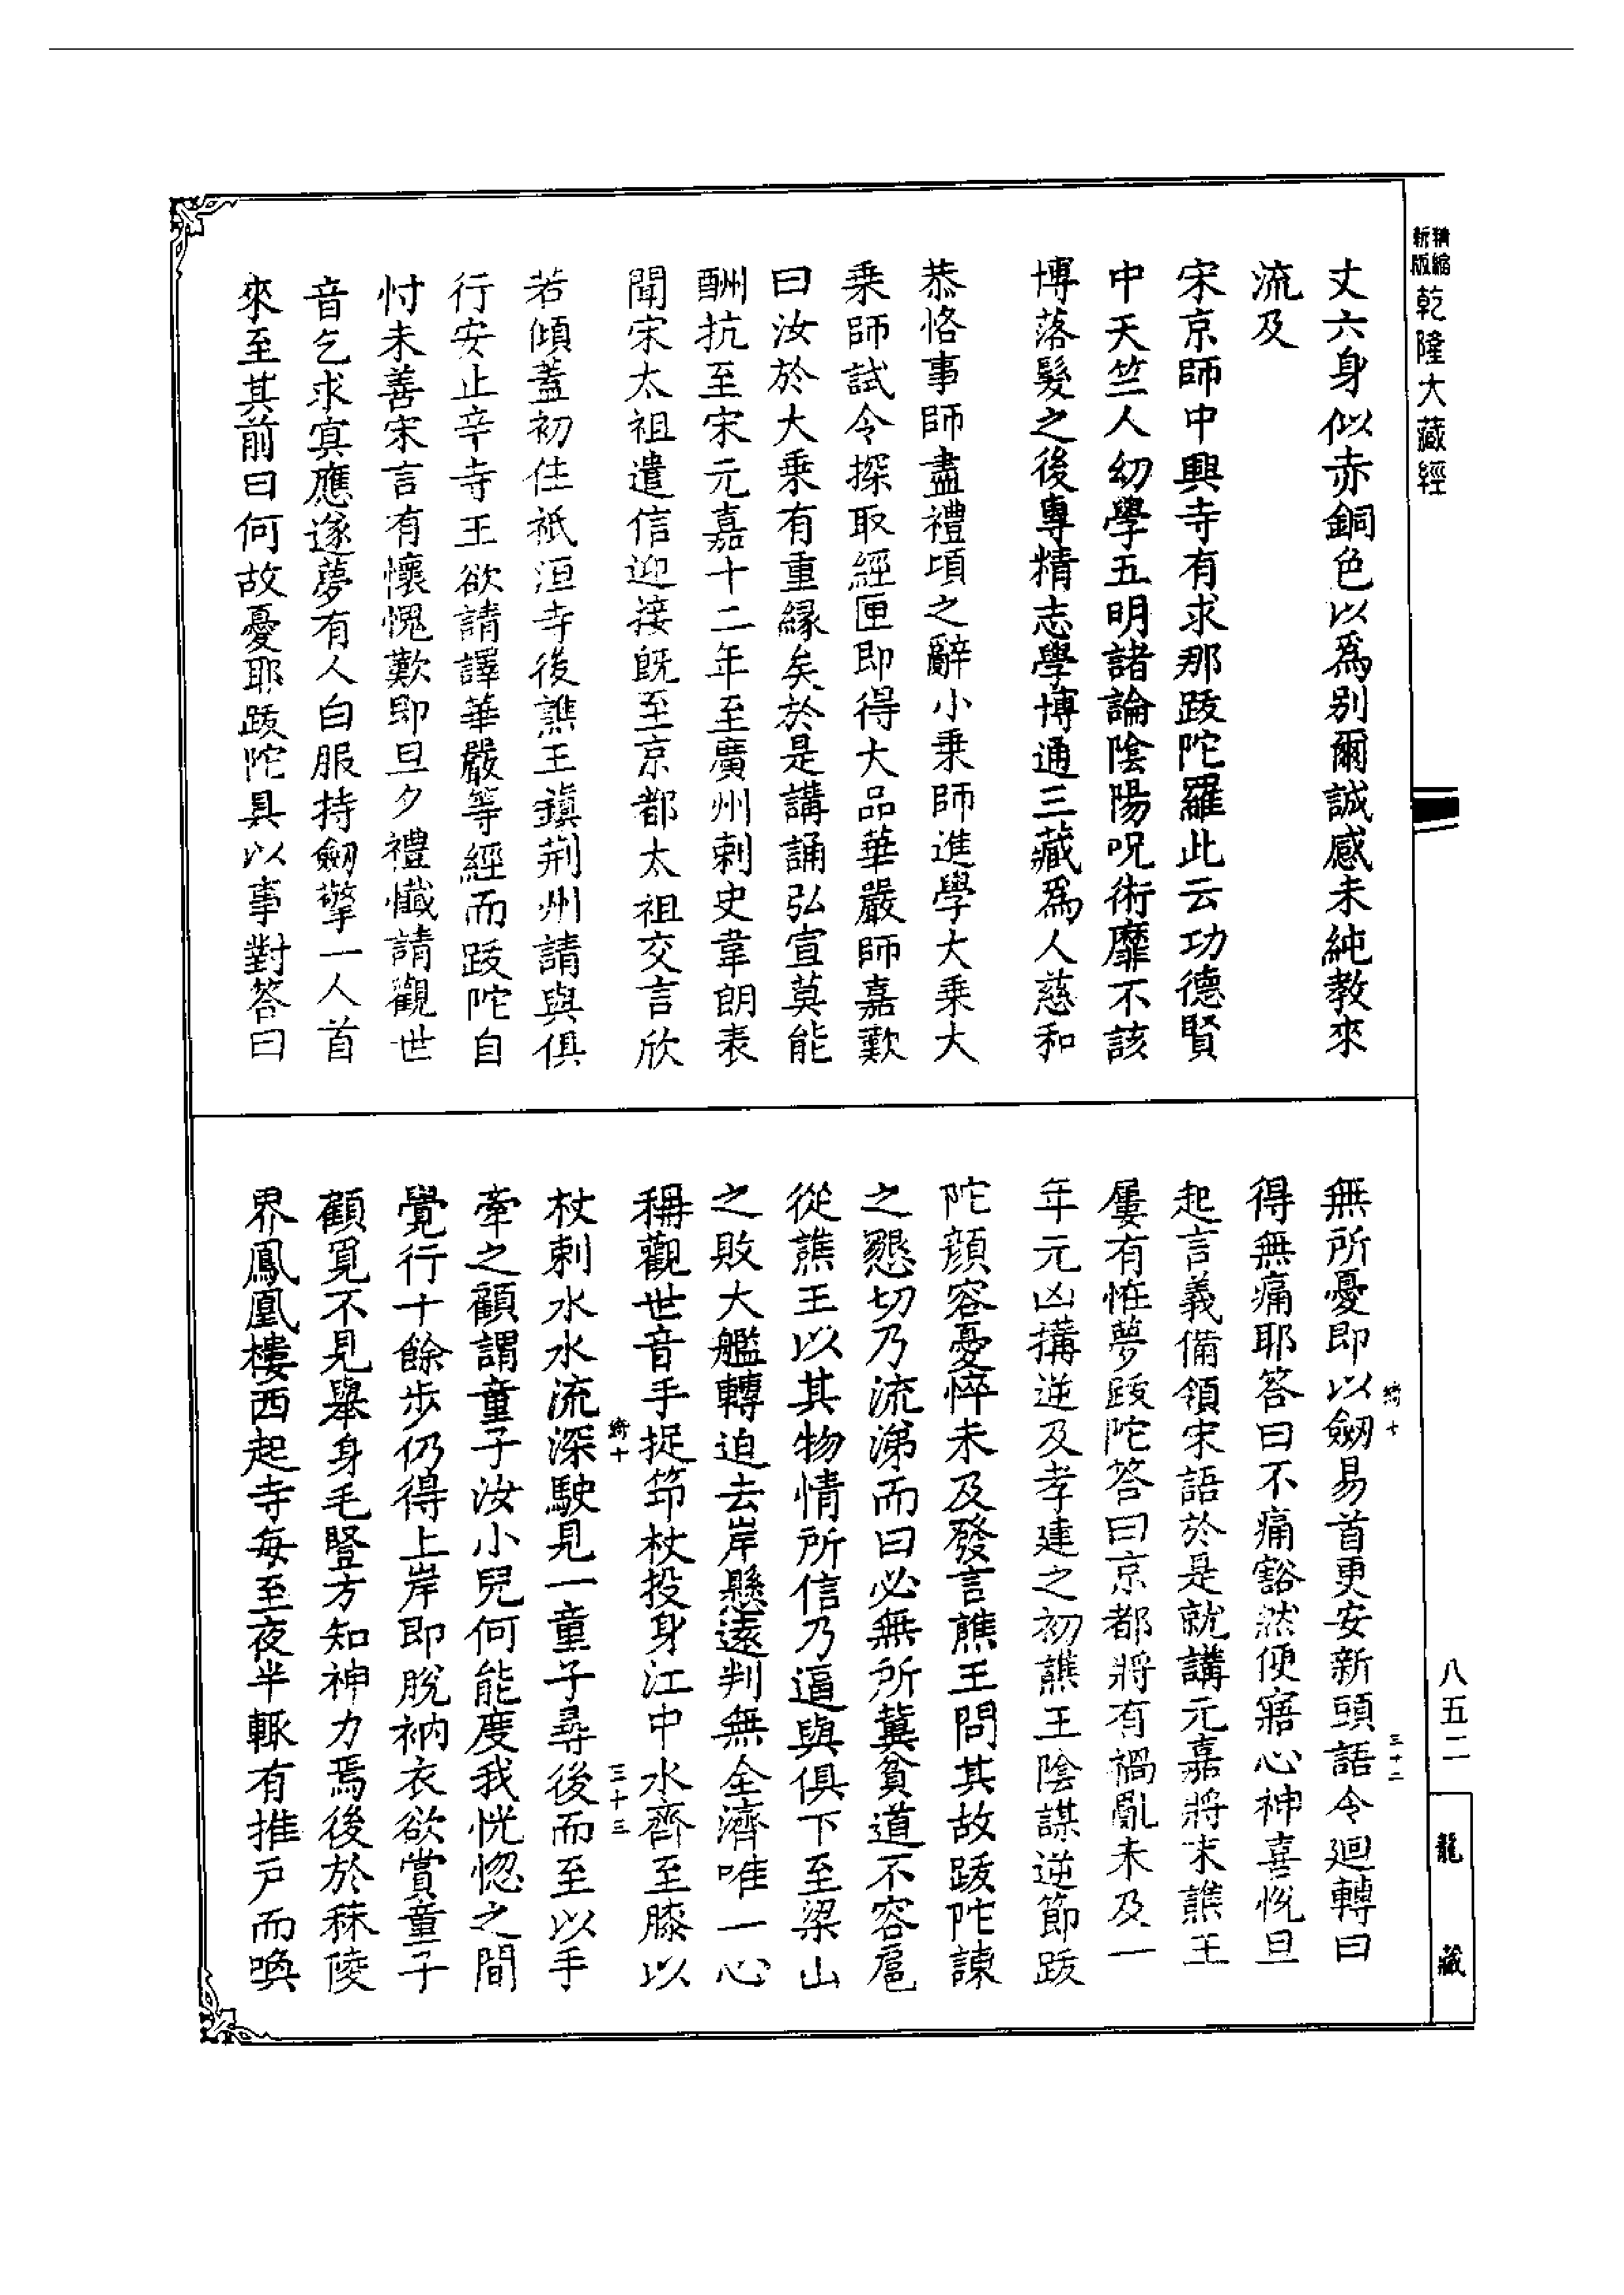 精縮新版乾隆大藏經
丈六身似赤銅色以為別爾誠感未純教來
流及
宋京師中興寺有求那跋陀羅此云功德賢
中天竺人幼學五明諸論陰陽呪術靡不該
博落髮之後專精志學博通三藏為人慈和
恭恪事師盡禮頃之辭小乘師進學大乘大
乘師試令探取經匣即得大品華嚴師嘉歎
曰汝於大乘有重緣矣於是講誦弘宣莫能
酬抗至宋元嘉十二年至廣州剌史韋朗表
聞宋太祖遣信迎接旣至京都太祖交言欣
若傾蓋初住祇洹寺後譙王鎮荊州請與俱
行安止辛寺王欲請譯華嚴等經而跋陀自
忖未善宋言有懷愧歎即旦夕禮懺請觀世
音乞求㝠應遂夢有人白服持劒擎一人首
來至其前曰何故憂耶跋陀具以事對答曰
無所憂即以劒易首更安新頭語令迴轉曰
得無痛耶答曰不痛豁然便寤心神喜悅旦
起言義備領宋語於是就講元嘉將末譙王
屢有恠夢跋陀答曰京都將有禍亂未及一
年元凶搆逆及孝建之初譙王陰謀逆節跋
陀顏容憂悴未及發言譙王問其故跋陀諫
之懇切乃流涕而曰必無所冀貧道不容扈
從譙王以其物情所信乃逼與俱下至梁山
之敗大艦轉迫去岸懸遠判無全濟唯一心
稱觀世音手捉笻杖投身江中水齊至膝以
杖剌水水流深駛見一童子尋後而至以手
牽之顧謂童子汝小兒何能度我恍惚之間
覺行十餘步仍得上岸即脫衲衣欲賞童子
顧覓不見舉身毛豎方知神力焉後於秣陵
界鳳凰樓西起寺每至夜半輒有推戶而喚
綺十
三十二
綺十
三十三
八五二
龍藏